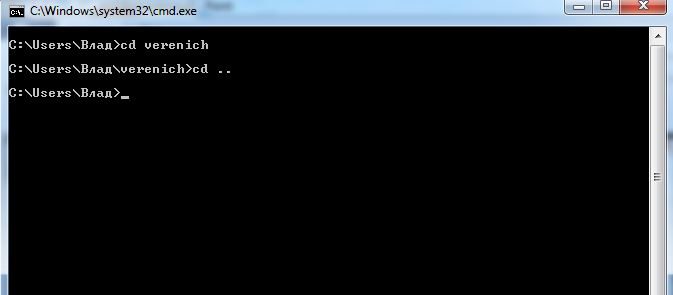 C:\Windows\system32\cmd.exe
C:\Users\Влад>cd verenich
C:\Users\Влад\verenich>cd ..
C:\Users\Влад>_